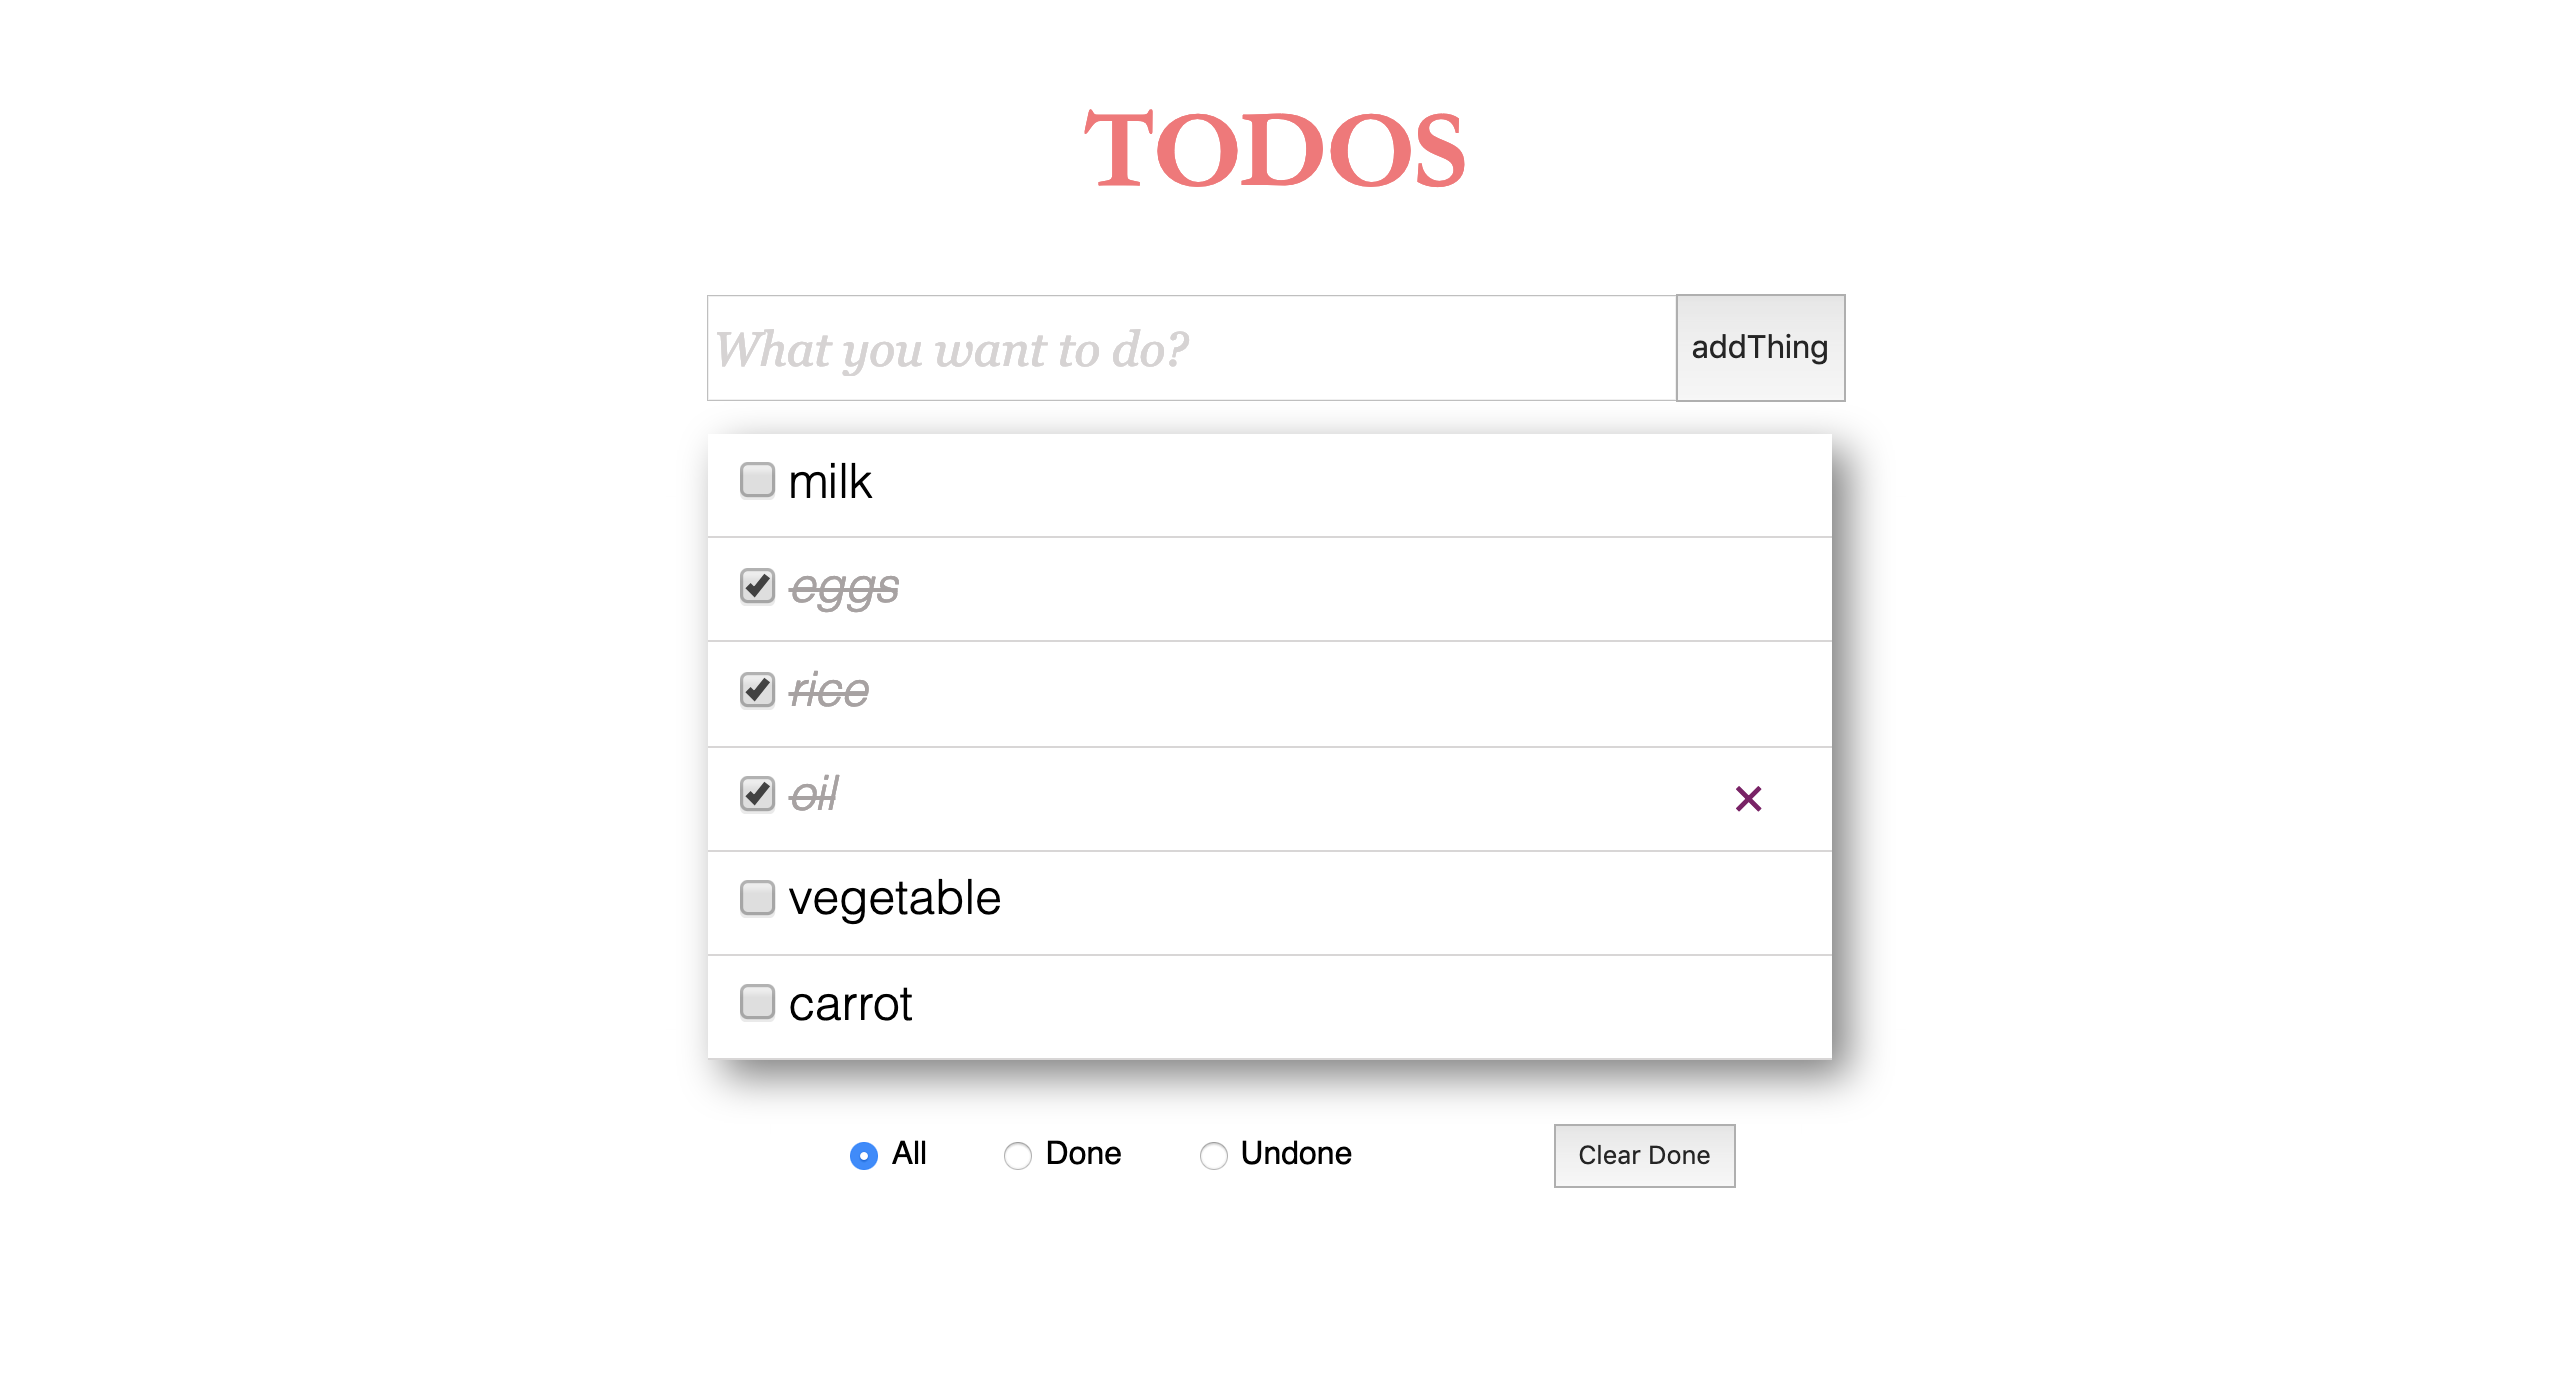 TODOS
What you want to do?
addThing
milk
eggs
rice
oil
vegetable
carrot
All
Done
Undone
Clear Done